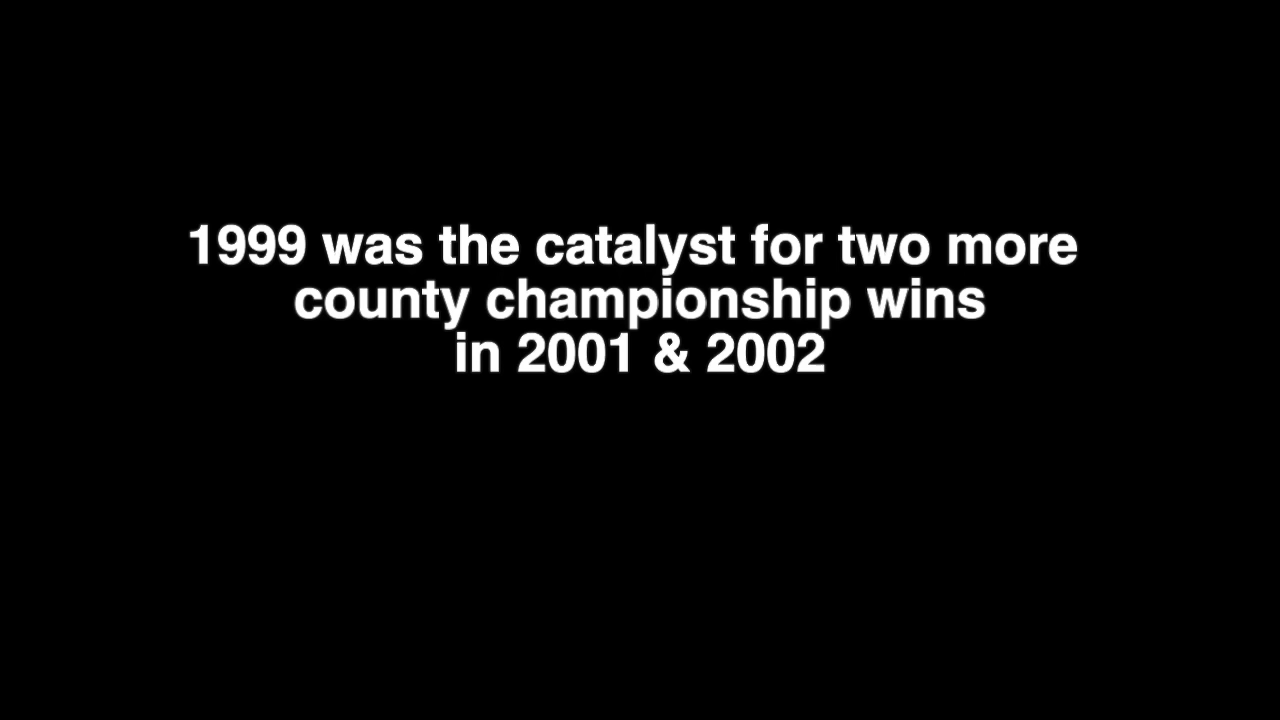 1999 was the catalyst for two more
county championship wins
in 2001 & 2002